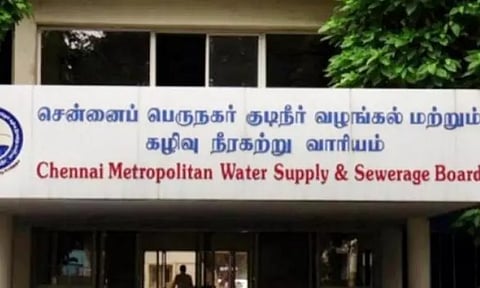 சென்னைப் பெருநகர் குடிநீர் வழங்கல் மற்றும்
கழிவு நீரகற்று வாரியம்
Chennai Metropolitan Water Supply & Sewerage Board